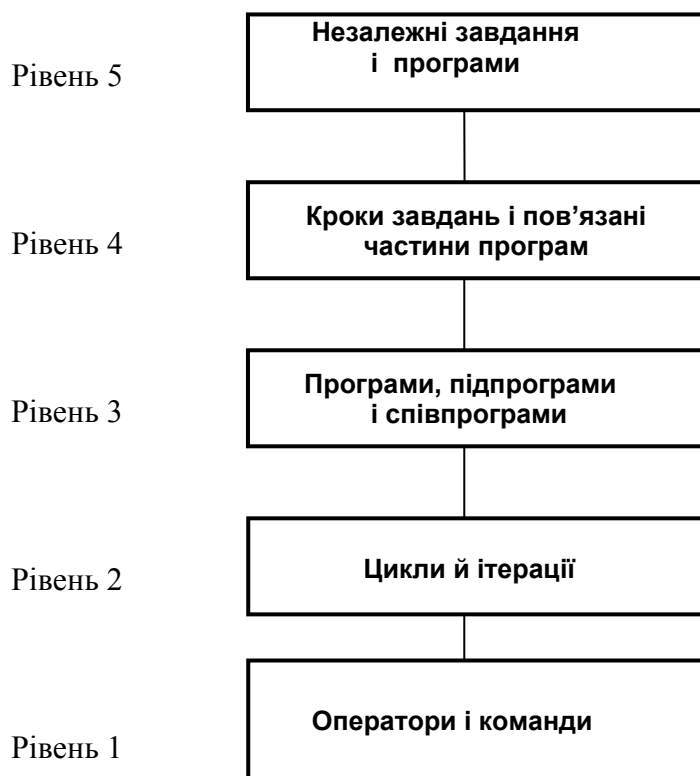 Рівень 5
Незалежні завдання
і програми
Рівень 4
Кроки завдань і пов’язані
частини програм
Рівень 3
Програми, підпрограми
і співпрограми
Рівень 2
Цикли й ітерації
Рівень 1
Оператори і команди